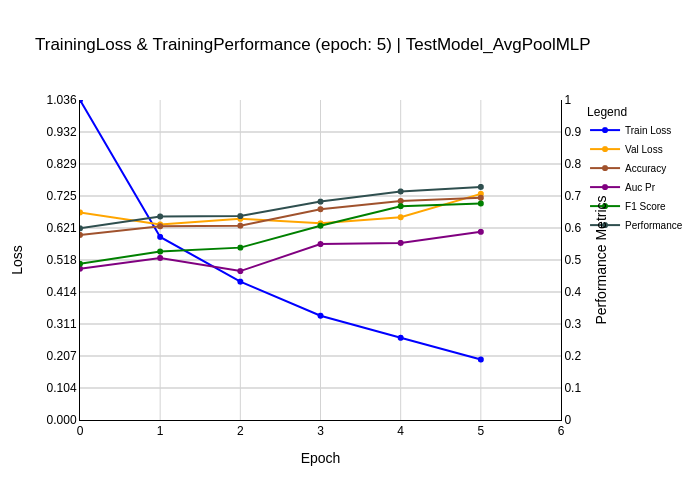 TrainingLoss & TrainingPerformance (epoch: 5) | TestModel_AvgPoolMLP
1.036
0.932
0.829
0.725
0.621
0.518
0.414
0.311
0.207
0.104
0.000
Loss
0
1
2
3
4
5
6
Epoch
1
0.9
0.8
0.7
0.6
0.5
0.4
0.3
0.2
0.1
0
Performance Metrics
Legend
Train Loss
Val Loss
Accuracy
Auc Pr
F1 Score
Performance